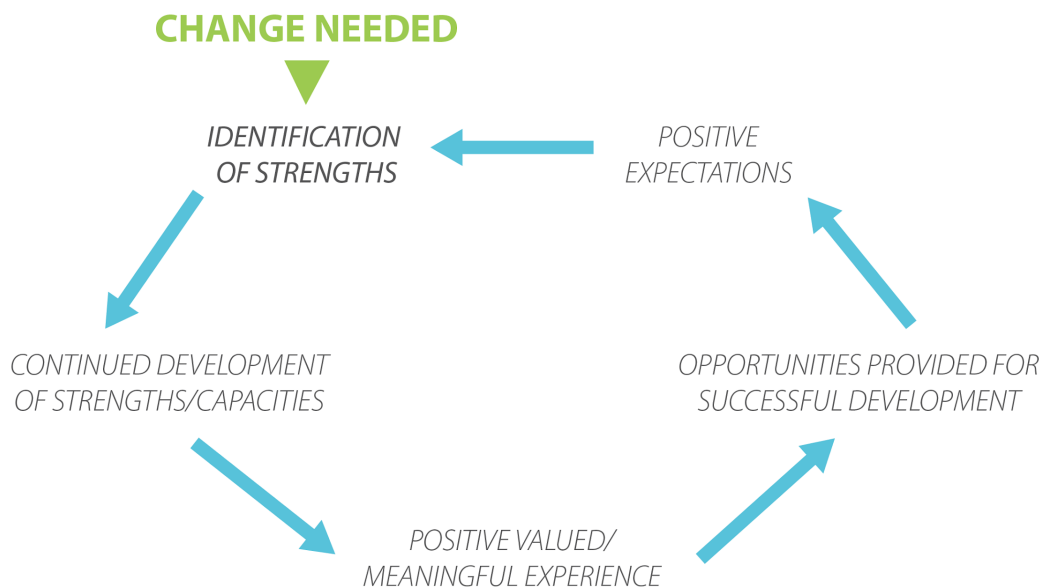 CHANGE NEEDED
IDENTIFICATION
OF STRENGTHS
POSITIVE
EXPECTATIONS
CONTINUED DEVELOPMENT
OF STRENGTHS/CAPACITIES
OPPORTUNITIES PROVIDED FOR
SUCCESSFUL DEVELOPMENT
POSITIVE VALUED/
MEANINGFUL EXPERIENCE